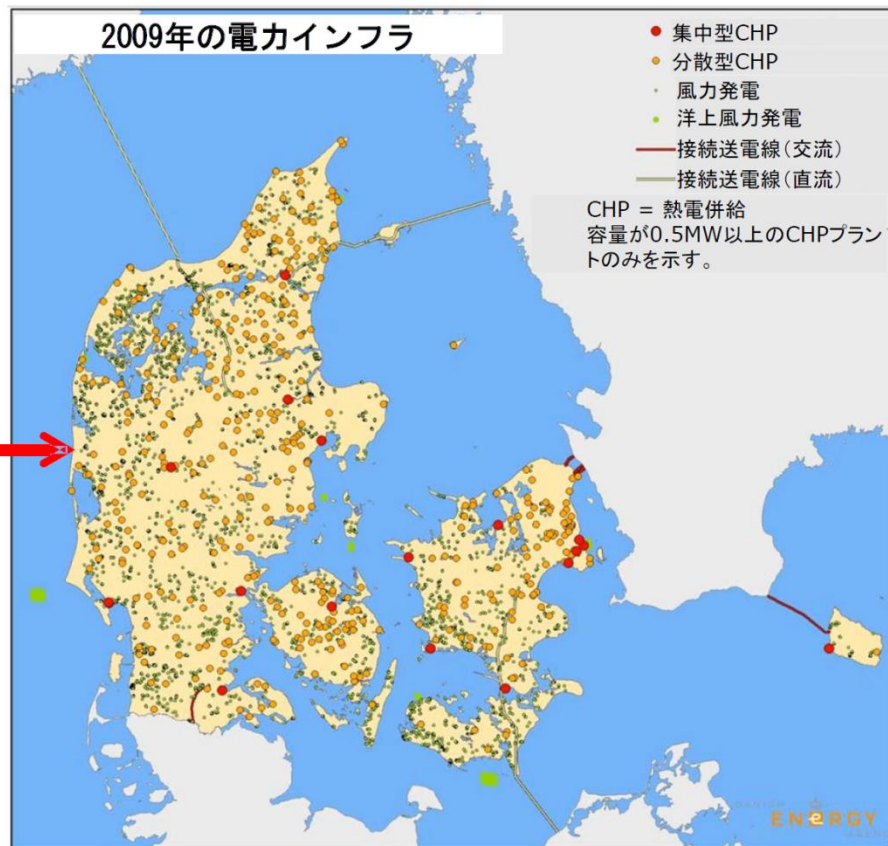 2009年の電力インフラ
集中型CHP
分散型CHP
風力発電
洋上風力発電
接続送電線(交流)
接続送電線(直流)
CHP = 熱電併給
容量が0.5MW以上のCHPプラン
トのみを示す。
DANISH
ENERGY
AGENCY